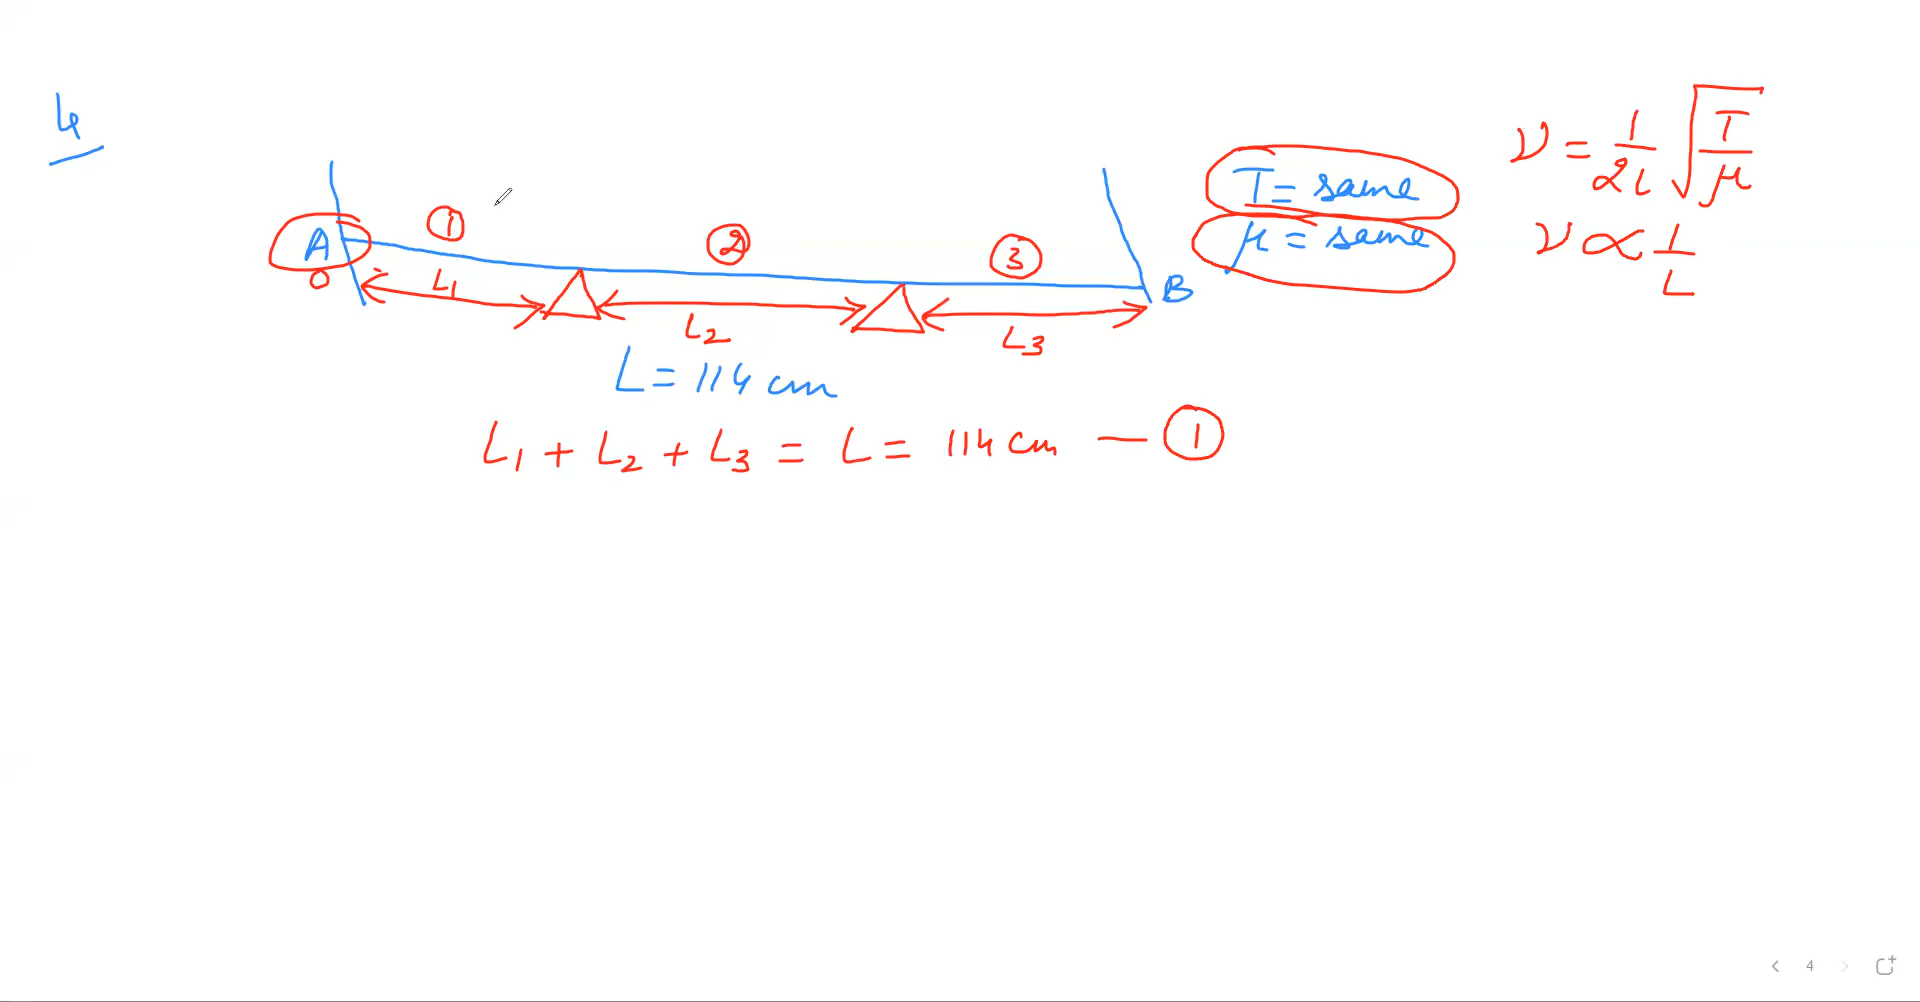 4
ν = 1/2L √(T/μ)
T = same
① ② ③
A
μ = same
ν ∝ 1/L
O
L₁
B
L₂
L₃
L = 114 cm
L₁ + L₂ + L₃ = L = 114 cm — ①
< 4 >